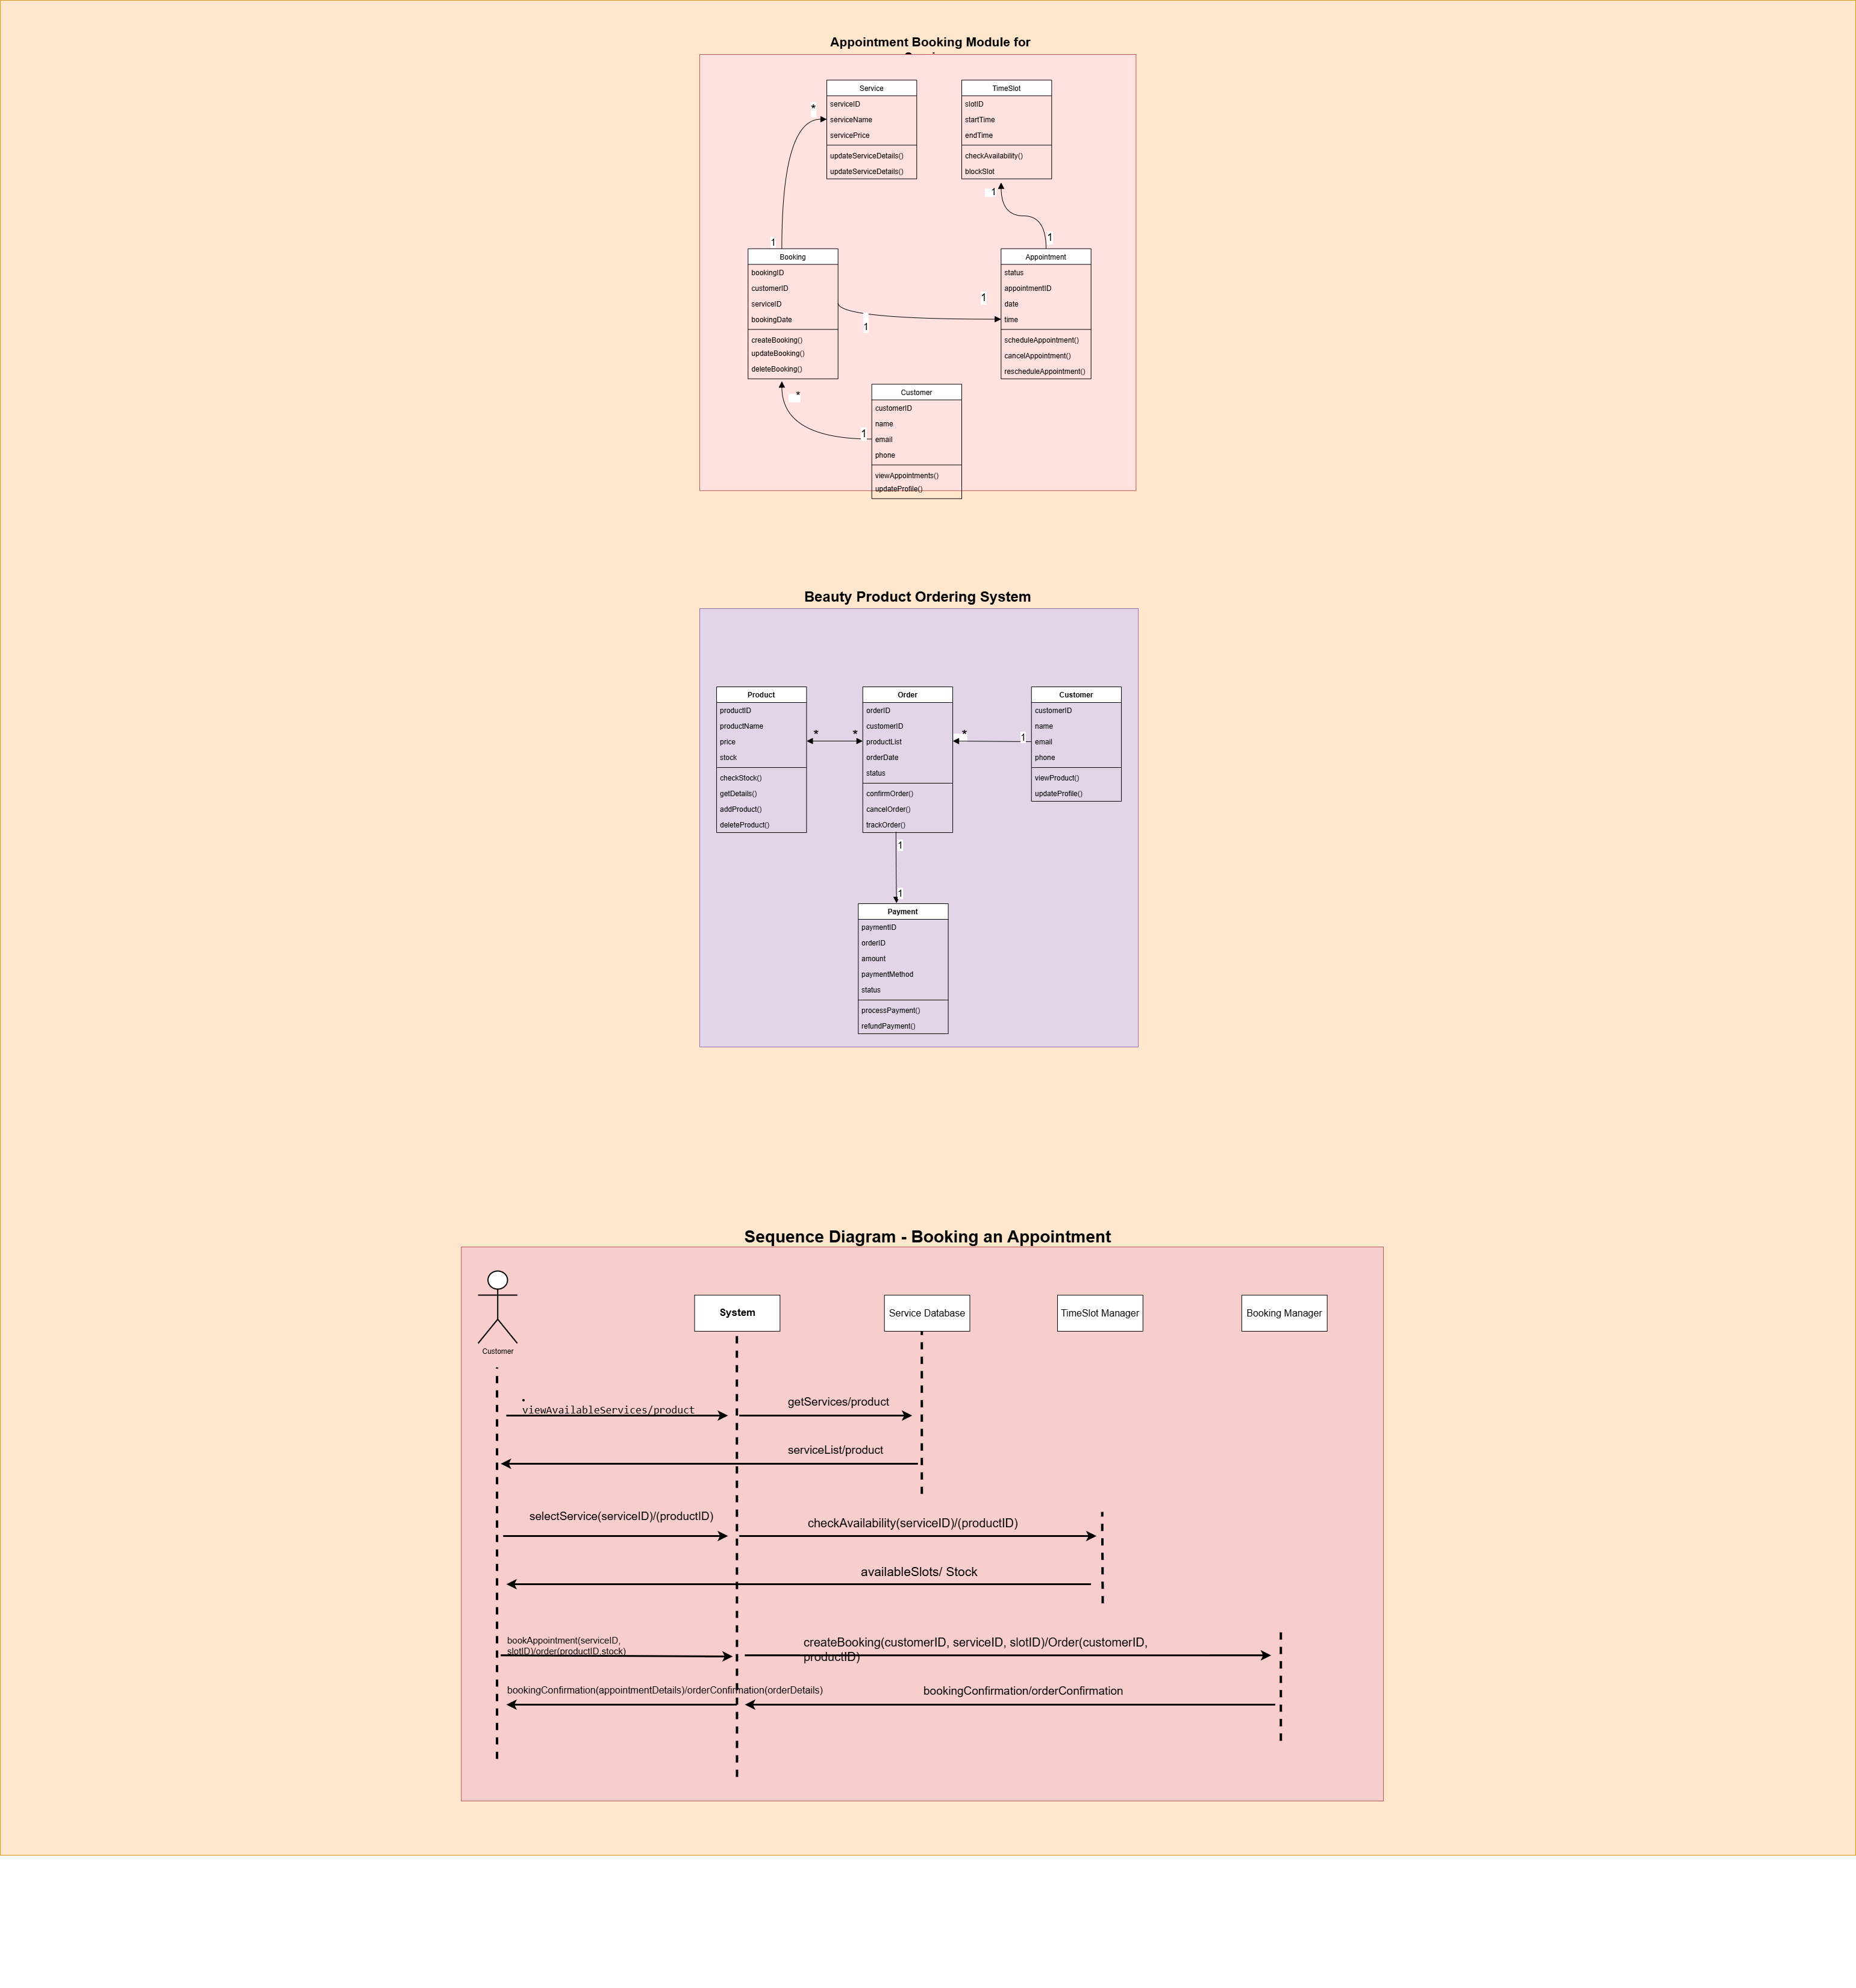 Appointment Booking Module for
Service
serviceID
serviceName
servicePrice
updateServiceDetails()
updateServiceDetails()
TimeSlot
slotID
startTime
endTime
checkAvailability()
blockSlot
*
1
1
1
Booking
bookingID
customerID
serviceID
bookingDate
createBooking()
updateBooking()
deleteBooking()
1
1
Appointment
status
appointmentID
date
time
scheduleAppointment()
cancelAppointment()
rescheduleAppointment()
*
1
Customer
customerID
name
email
phone
viewAppointments()
updateProfile()
Beauty Product Ordering System
Product
productID
productName
price
stock
checkStock()
getDetails()
addProduct()
deleteProduct()
*
*
Order
orderID
customerID
productList
orderDate
status
confirmOrder()
cancelOrder()
trackOrder()
*
1
Customer
customerID
name
email
phone
viewProduct()
updateProfile()
1
1
Payment
paymentID
orderID
amount
paymentMethod
status
processPayment()
refundPayment()
Sequence Diagram - Booking an Appointment
Customer
System
Service Database
TimeSlot Manager
Booking Manager
viewAvailableServices/product
getServices/product
serviceList/product
selectService(serviceID)/(productID)
checkAvailability(serviceID)/(productID)
availableSlots/ Stock
bookAppointment(serviceID,
slotID)/order(productID,stock)
createBooking(customerID, serviceID, slotID)/Order(customerID,
productID)
bookingConfirmation(appointmentDetails)/orderConfirmation(orderDetails)
bookingConfirmation/orderConfirmation